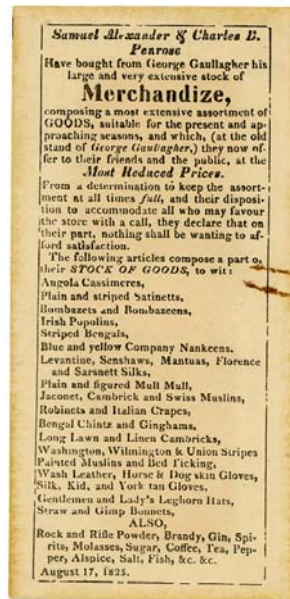 Samuel Alexander & Charles B.
Penrose
Have bought from George Gaullagher his
large and very extensive stock of
Merchandize,
composing a most extensive assortment of
GOODS, suitable for the present and ap-
proaching seasons, and which, (at the old
stand of George Gaullagher,) they now of-
fer to their friends and the public, at the
Most Reduced Prices.
From a determination to keep the assort-
ment at all times full, and their disposi-
tion to accommodate all who may favour
the store with a call, they declare that on
their part, nothing shall be wanting to af-
ford satisfaction.
The following articles compose a part of
their STOCK OF GOODS, to wit:
Angola Cassimeres,
Plain and striped Satinetts,
Bombazets and Bombazeens,
Irish Popolins,
Striped Bengals,
Blue and yellow Company Nankeens.
Levantine, Senshaws, Mantuas, Florence
and Sarsnett Silks,
Plain and figured Mull Mull,
Jaconet, Cambrick and Swiss Muslins,
Robinets and Italian Crapes,
Bengal Chintz and Ginghams,
Long Lawn and Linen Cambricks,
Washington, Wilmington & Union Stripes
Painted Muslins and Bed Ticking,
Wash Leather, Horse & Dog skin Gloves,
Silk, Kid, and York tan Gloves,
Gentlemen and Lady's Leghorn Hats,
Straw and Gimp Bonnets,
ALSO,
Rock and Rifle Powder, Brandy, Gin, Spi-
rits, Molasses, Sugar, Coffee, Tea, Pep-
per, Alspice, Salt, Fish, &c. &c.
August 17, 1825.